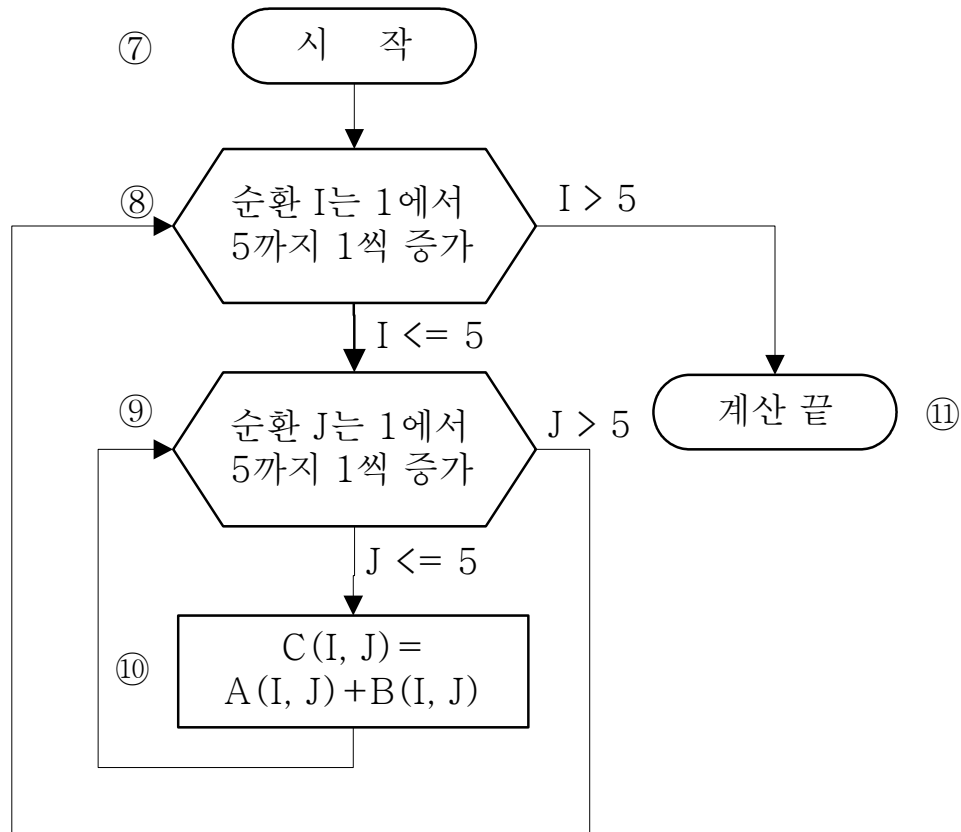 ⑦
시 작
⑧
순환 I는 1에서
5까지 1씩 증가
I > 5
I <= 5
⑨
순환 J는 1에서
5까지 1씩 증가
J > 5
계산 끝
⑪
J <= 5
⑩
C(I, J)=
A(I, J)+B(I, J)